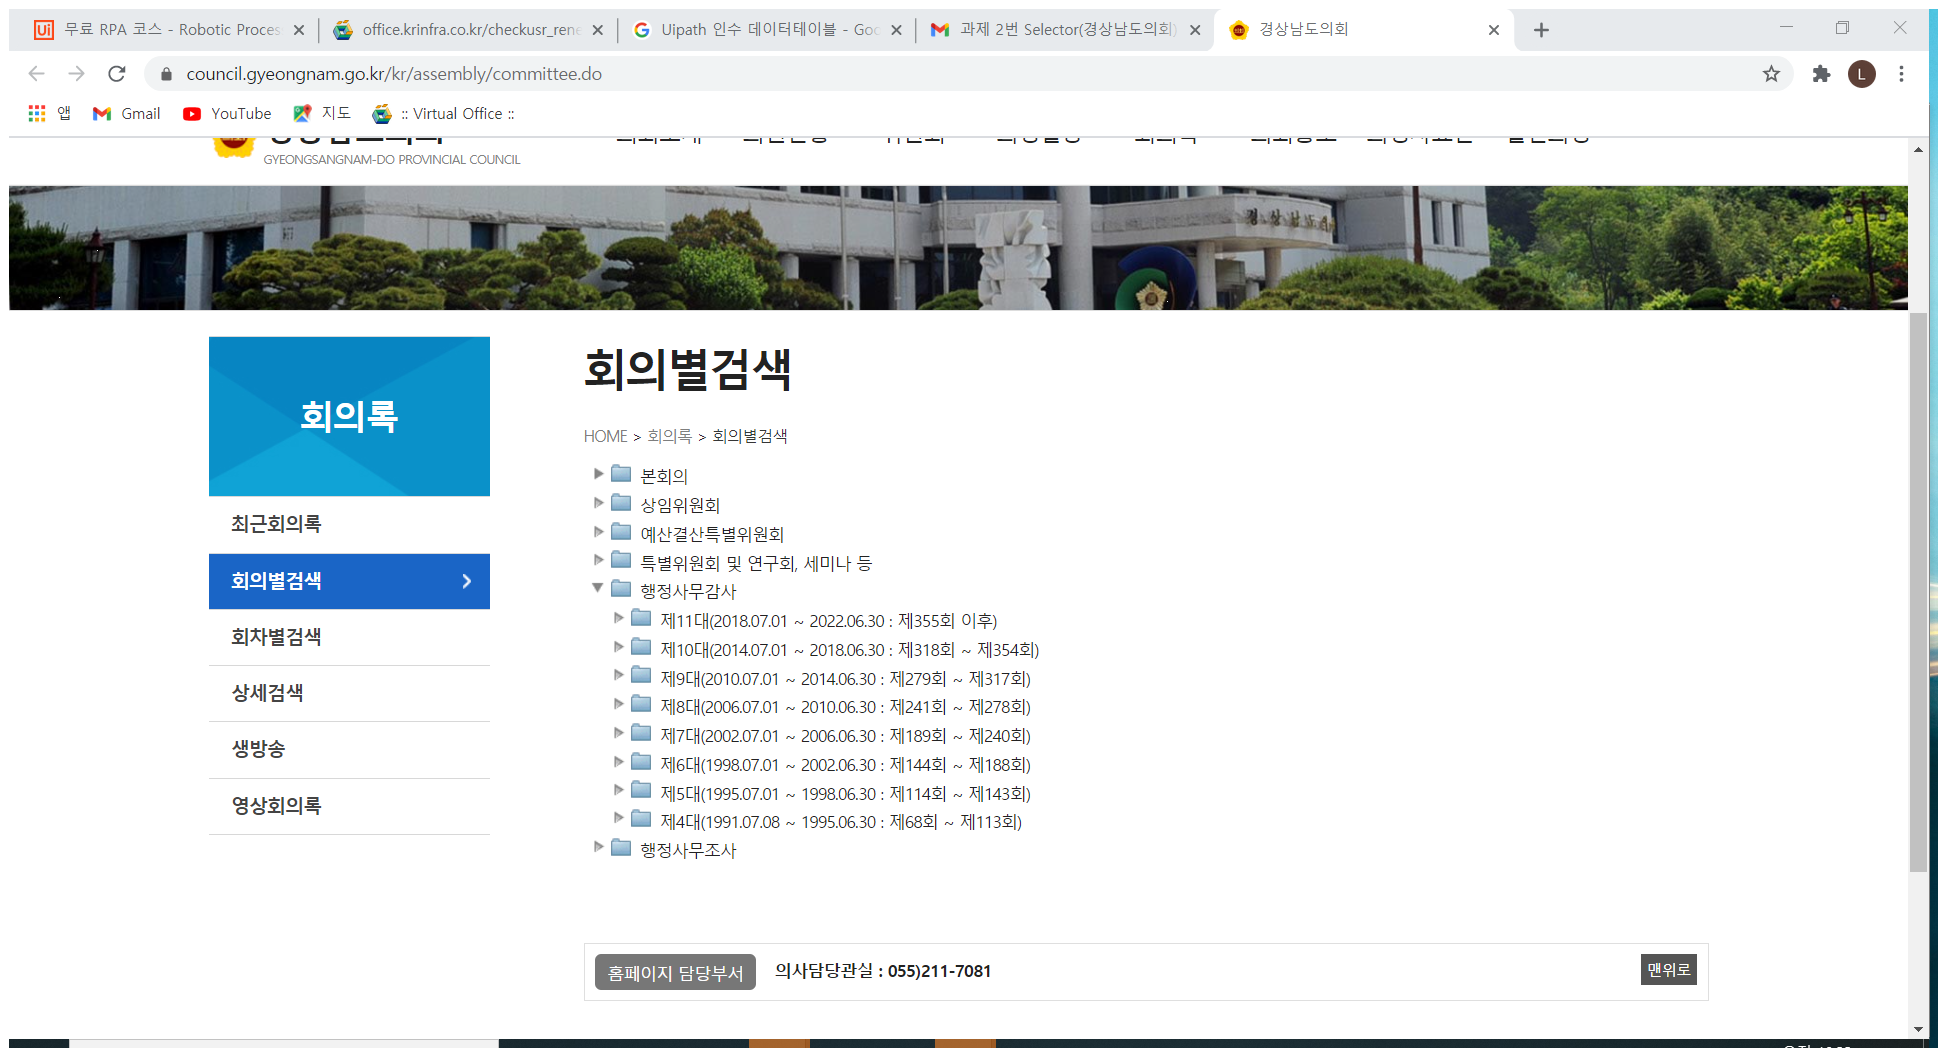 무료 RPA 코스 - Robotic Proces
office.krinfra.co.kr/checkusr_rene
Uipath 인수 데이터테이블 - Goo
과제 2번 Selector(경상남도의회)
경상남도의회
council.gyeongnam.go.kr/kr/assembly/committee.do
L
앱
Gmail
YouTube
지도
:: Virtual Office ::
GYEONGSANGNAM-DO PROVINCIAL COUNCIL
회의록
최근회의록
회의별검색
회차별검색
상세검색
생방송
영상회의록
회의별검색
HOME > 회의록 > 회의별검색
본회의
상임위원회
예산결산특별위원회
특별위원회 및 연구회, 세미나 등
행정사무감사
제11대(2018.07.01 ~ 2022.06.30 : 제355회 이후)
제10대(2014.07.01 ~ 2018.06.30 : 제318회 ~ 제354회)
제9대(2010.07.01 ~ 2014.06.30 : 제279회 ~ 제317회)
제8대(2006.07.01 ~ 2010.06.30 : 제241회 ~ 제278회)
제7대(2002.07.01 ~ 2006.06.30 : 제189회 ~ 제240회)
제6대(1998.07.01 ~ 2002.06.30 : 제144회 ~ 제188회)
제5대(1995.07.01 ~ 1998.06.30 : 제114회 ~ 제143회)
제4대(1991.07.08 ~ 1995.06.30 : 제68회 ~ 제113회)
행정사무조사
홈페이지 담당부서 의사담당관실 : 055)211-7081
맨위로